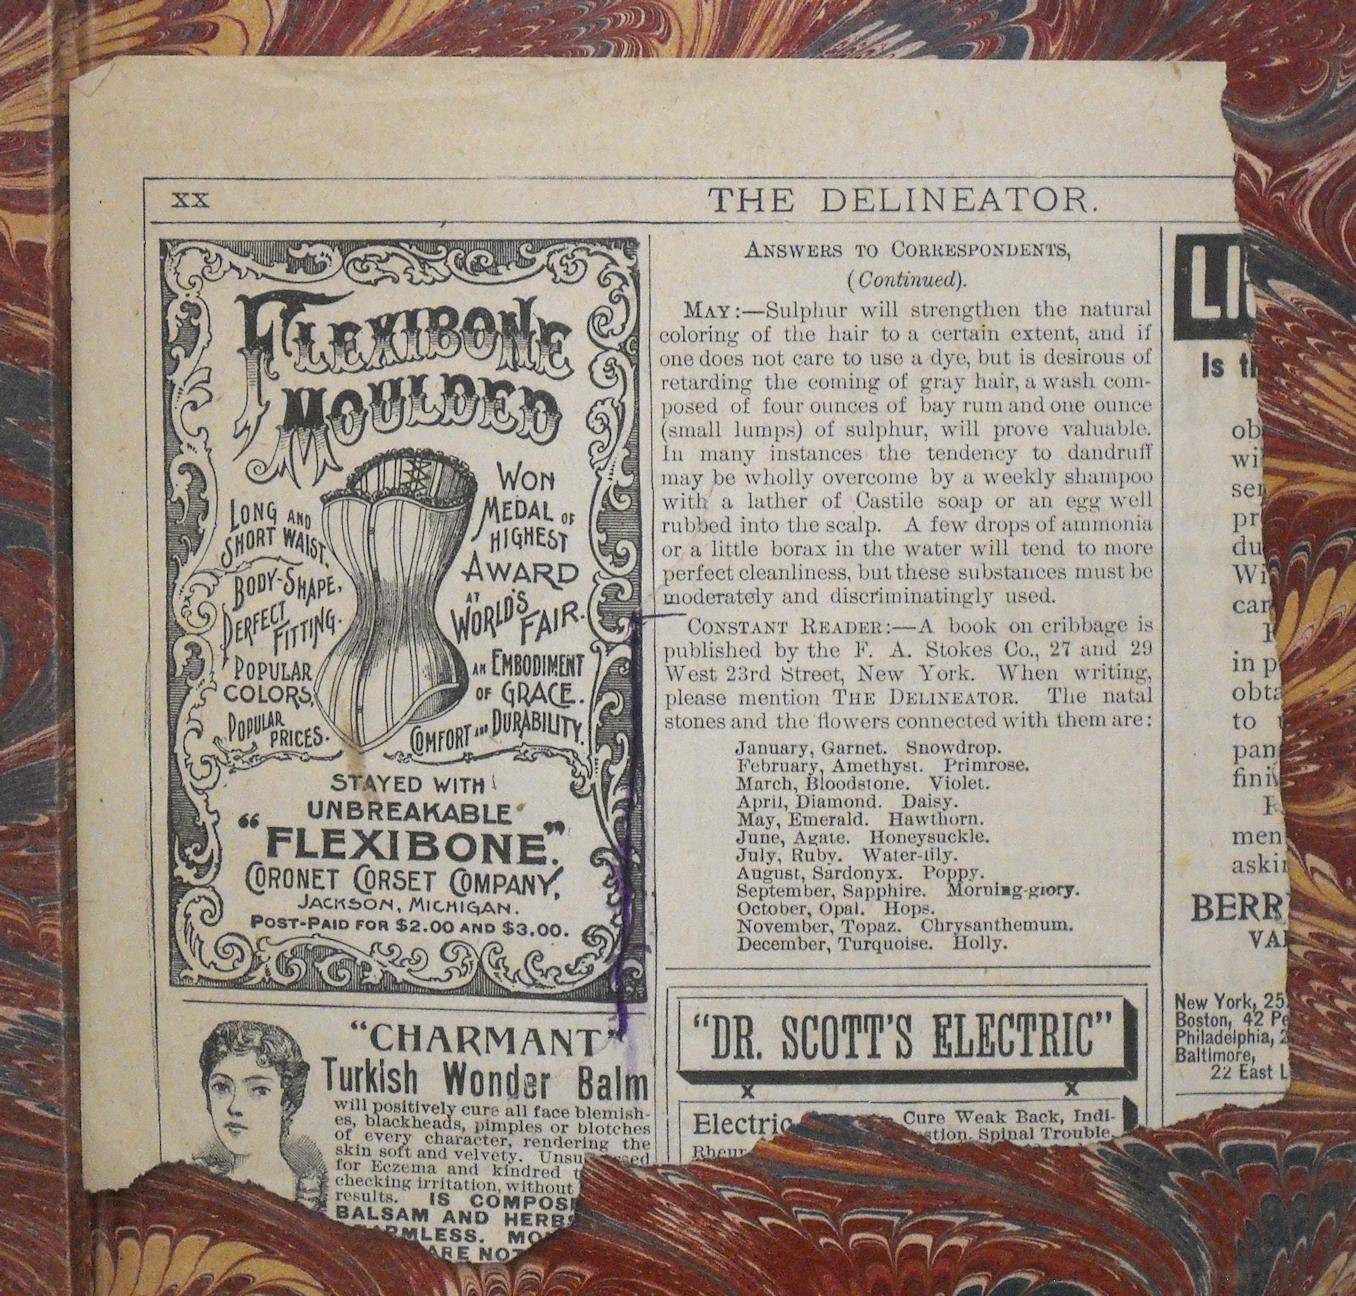 XX
THE DELINEATOR.
FLEXIBONE
MOULDED
LONG AND
SHORT WAIST.
BODY-SHAPE,
PERFECT
FITTING.
POPULAR
COLORS,
POPULAR
PRICES.
WON
MEDAL OF
HIGHEST
AWARD
AT
WORLD'S
FAIR.
AN EMBODIMENT
OF GRACE.
COMFORT AND DURABILITY.
STAYED WITH
UNBREAKABLE
"FLEXIBONE".
CORONET CORSET COMPANY,
JACKSON, MICHIGAN.
POST-PAID FOR $2.00 AND $3.00.
"CHARMANT"
Turkish Wonder Balm
will positively cure all face blemish-
es, blackheads, pimples or blotches
of every character, rendering the
skin soft and velvety.
for Eczema and kindred
checking irritation, without
results. IS
BALSAM AND
ARE NOT
ANSWERS TO CORRESPONDENTS,
(Continued).
MAY:—Sulphur will strengthen the natural
coloring of the hair to a certain extent, and if
one does not care to use a dye, but is desirous of
retarding the coming of gray hair, a wash com-
posed of four ounces of bay rum and one ounce
(small lumps) of sulphur, will prove valuable.
In many instances the tendency to dandruff
may be wholly overcome by a weekly shampoo
with a lather of Castile soap or an egg well
rubbed into the scalp. A few drops of ammonia
or a little borax in the water will tend to more
perfect cleanliness, but these substances must be
moderately and discriminatingly used.
CONSTANT READER:—A book on cribbage is
published by the F. A. Stokes Co., 27 and 29
West 23rd Street, New York. When writing,
please mention THE DELINEATOR. The natal
stones and the flowers connected with them are:
January, Garnet. Snowdrop.
February, Amethyst. Primrose.
March, Bloodstone. Violet.
April, Diamond. Daisy.
May, Emerald. Hawthorn.
June, Agate. Honeysuckle.
July, Ruby. Water-lily.
August, Sardonyx. Poppy.
September, Sapphire. Morning-glory.
October, Opal. Hops.
November, Topaz. Chrysanthemum.
December, Turquoise. Holly.
"DR. SCOTT'S ELECTRIC"
Electric
Cure Weak Back, Indi-
Spinal Trouble,
Is
to
New York, 25
Boston, 42
Philadelphia,
Baltimore,
22 East